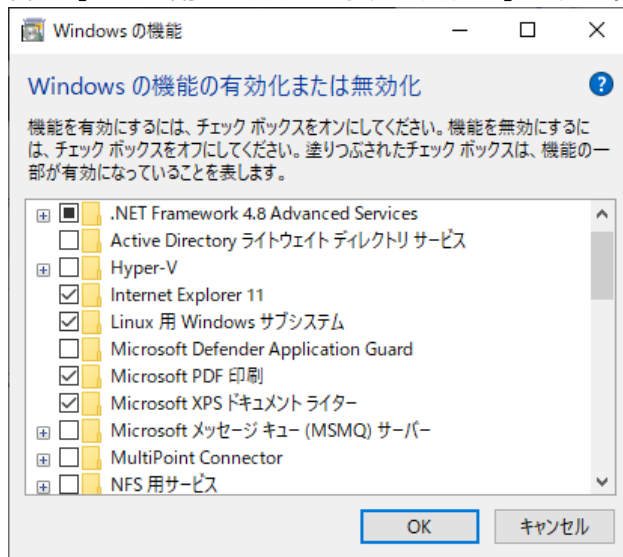 Windows の機能
Windows の機能の有効化または無効化
機能を有効にするには、チェック ボックスをオンにしてください。機能を無効にするに
は、チェック ボックスをオフにしてください。塗りつぶされたチェック ボックスは、機能の一
部が有効になっていることを表します。
.NET Framework 4.8 Advanced Services
Active Directory ライトウェイト ディレクトリ サービス
Hyper-V
Internet Explorer 11
Linux 用 Windows サブシステム
Microsoft Defender Application Guard
Microsoft PDF 印刷
Microsoft XPS ドキュメント ライター
Microsoft メッセージ キュー (MSMQ) サーバー
MultiPoint Connector
NFS 用サービス
OK キャンセル